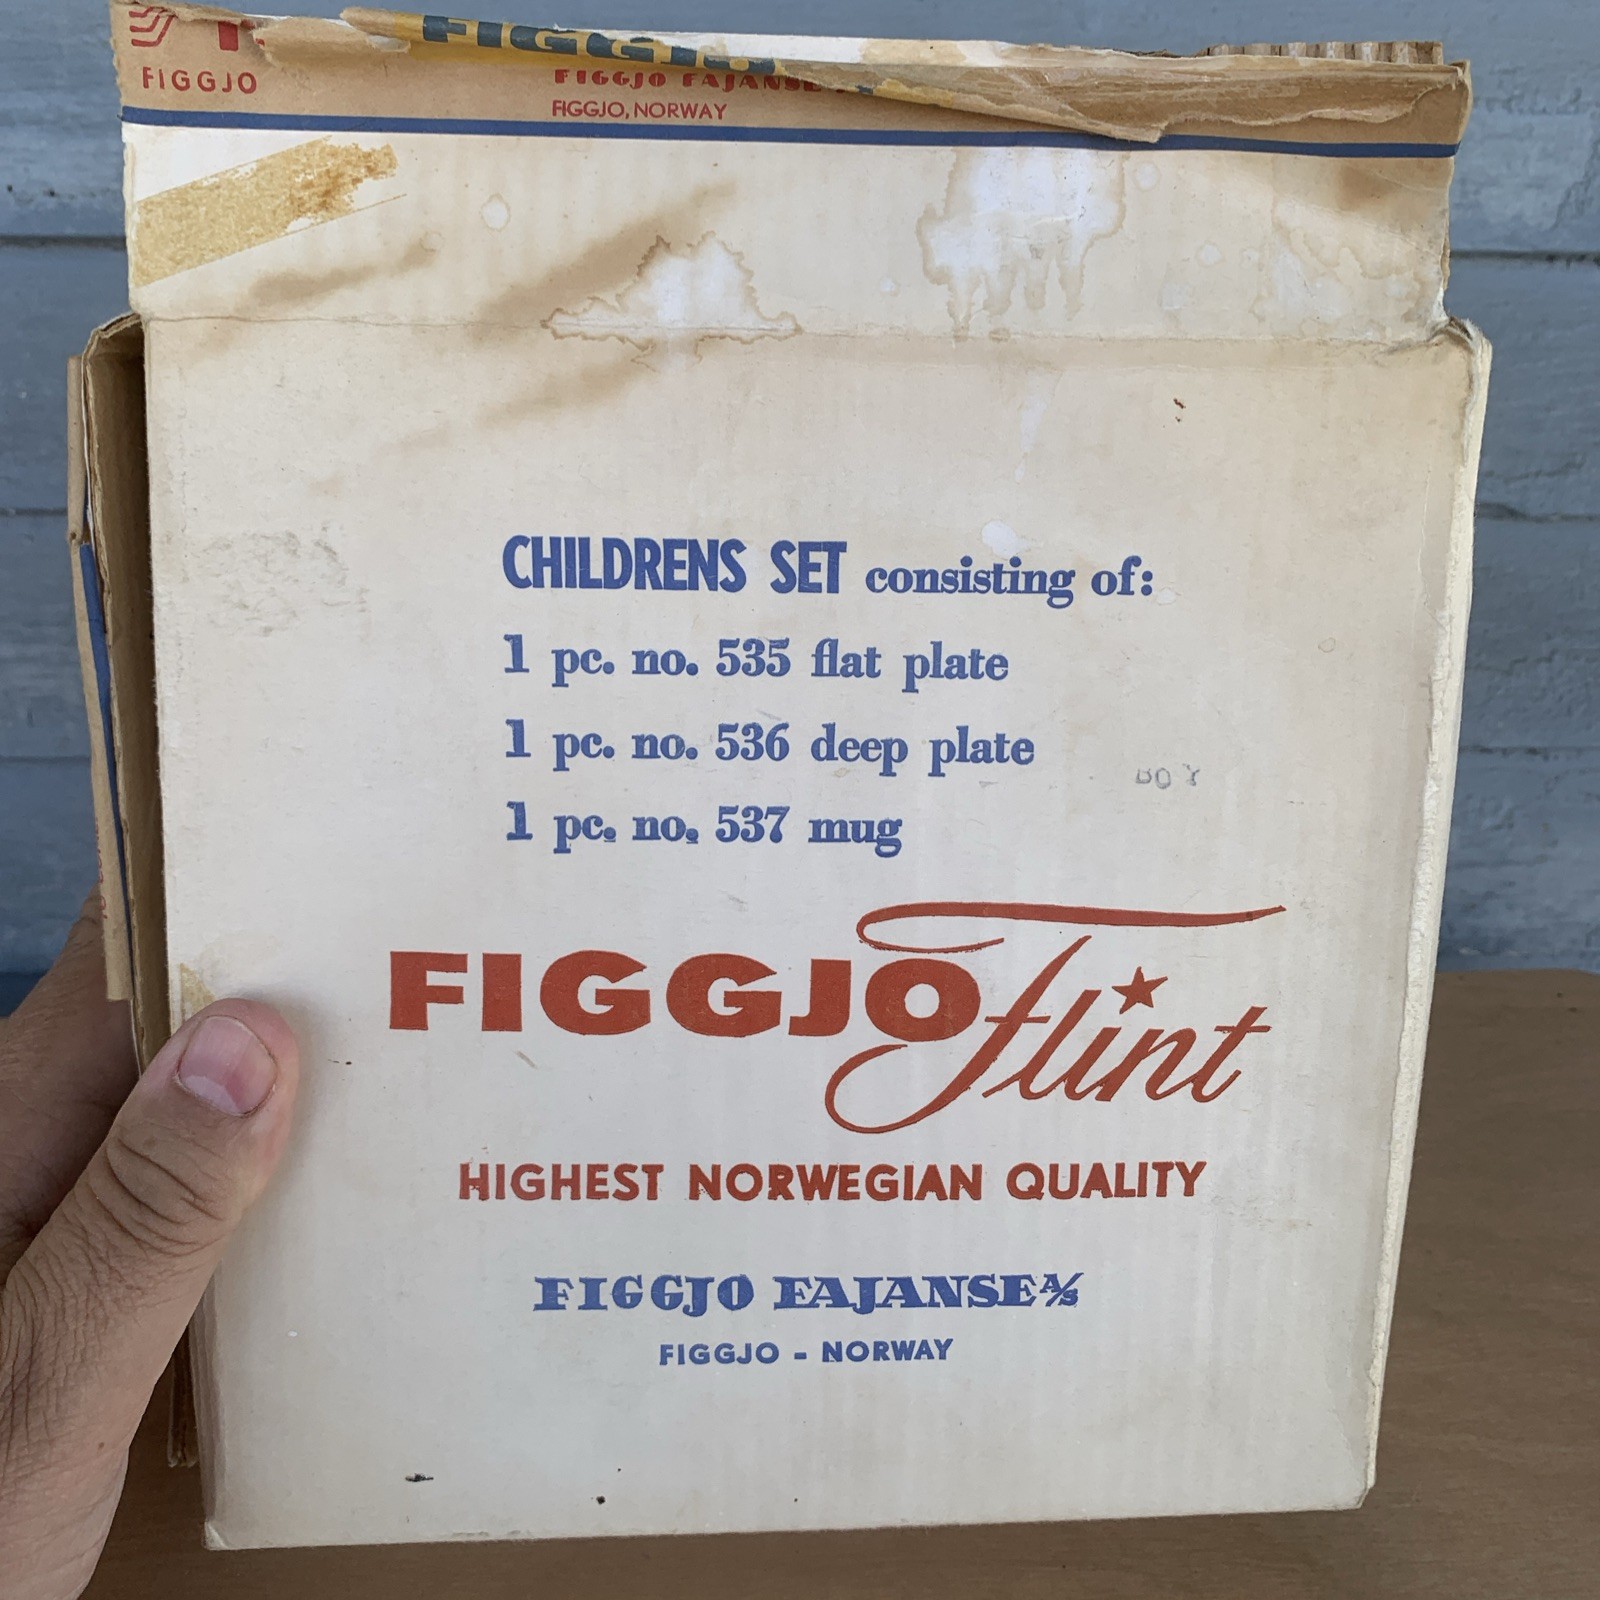 FIGGJO
FIGGJO
FIGGJO FAJANSE
FIGGJO, NORWAY
CHILDRENS SET consisting of:
1 pc. no. 535 flat plate
1 pc. no. 536 deep plate
1 pc. no. 537 mug
FIGGJO Flint
HIGHEST NORWEGIAN QUALITY
FIGGJO FAJANSE A/S
FIGGJO - NORWAY